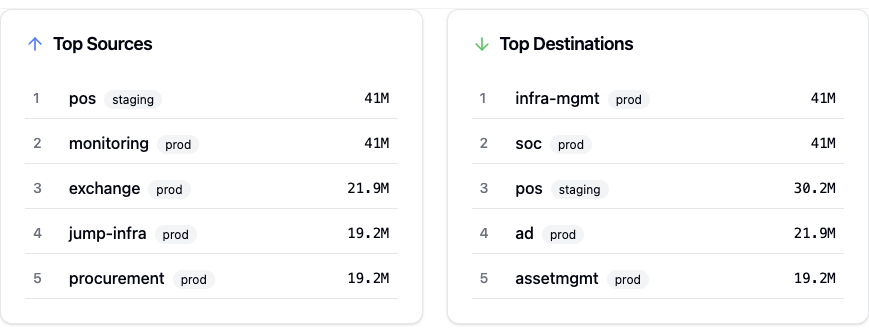 Top Sources
1 pos staging 41M
2 monitoring prod 41M
3 exchange prod 21.9M
4 jump-infra prod 19.2M
5 procurement prod 19.2M
Top Destinations
1 infra-mgmt prod 41M
2 soc prod 41M
3 pos staging 30.2M
4 ad prod 21.9M
5 assetmgmt prod 19.2M